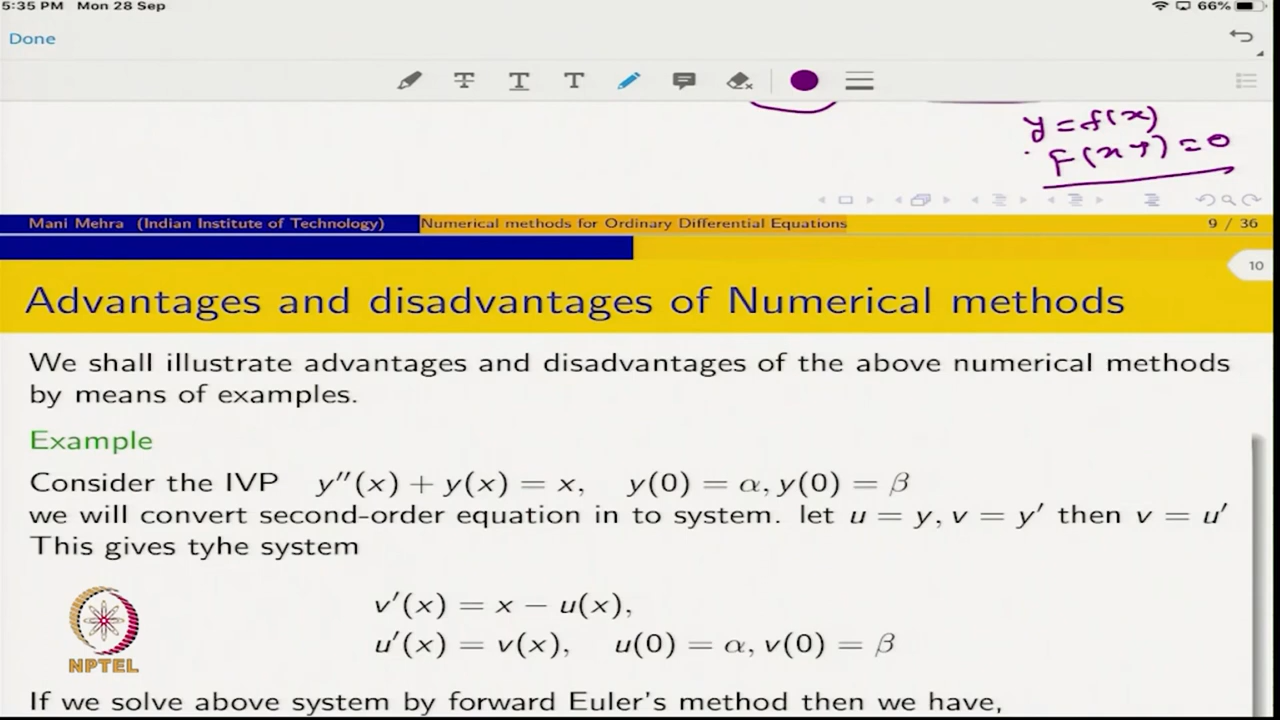 5:35 PM Mon 28 Sep
66%
Done
T T T
y = f(x)
F(x y) = 0
Mani Mehra (Indian Institute of Technology) Numerical methods for Ordinary Differential Equations 9 / 36
10
Advantages and disadvantages of Numerical methods
We shall illustrate advantages and disadvantages of the above numerical methods
by means of examples.
Example
Consider the IVP y″(x) + y(x) = x, y(0) = α, y(0) = β
we will convert second-order equation in to system. let u = y, v = y′ then v = u′
This gives tyhe system
v′(x) = x − u(x),
u′(x) = v(x), u(0) = α, v(0) = β
NPTEL
If we solve above system by forward Euler's method then we have,